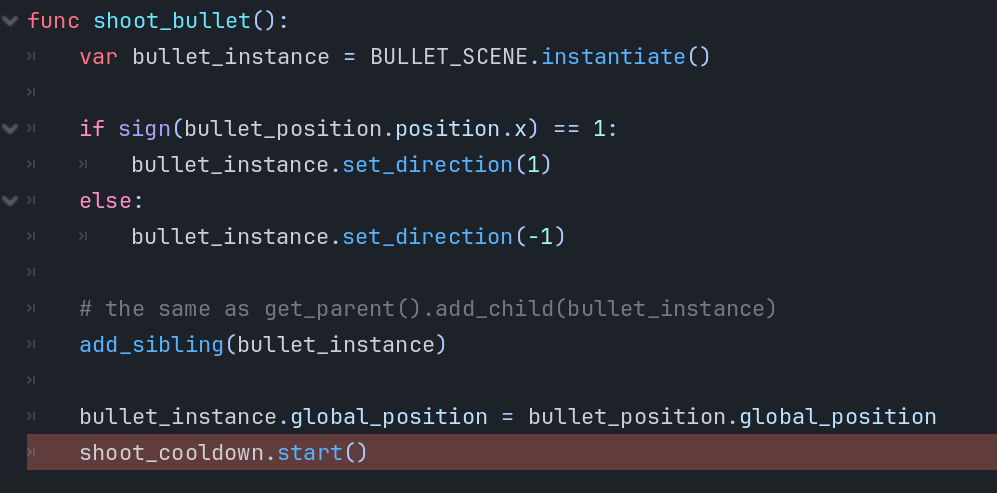 func shoot_bullet():
var bullet_instance = BULLET_SCENE.instantiate()
if sign(bullet_position.position.x) == 1:
bullet_instance.set_direction(1)
else:
bullet_instance.set_direction(-1)
# the same as get_parent().add_child(bullet_instance)
add_sibling(bullet_instance)
bullet_instance.global_position = bullet_position.global_position
shoot_cooldown.start()